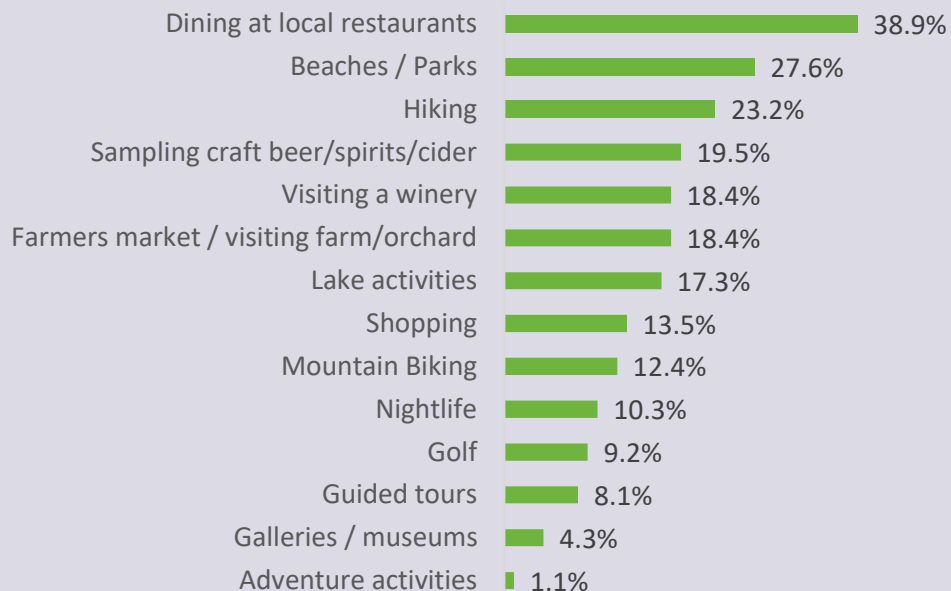 Dining at local restaurants 38.9%
Beaches / Parks 27.6%
Hiking 23.2%
Sampling craft beer/spirits/cider 19.5%
Visiting a winery 18.4%
Farmers market / visiting farm/orchard 18.4%
Lake activities 17.3%
Shopping 13.5%
Mountain Biking 12.4%
Nightlife 10.3%
Golf 9.2%
Guided tours 8.1%
Galleries / museums 4.3%
Adventure activities 1.1%